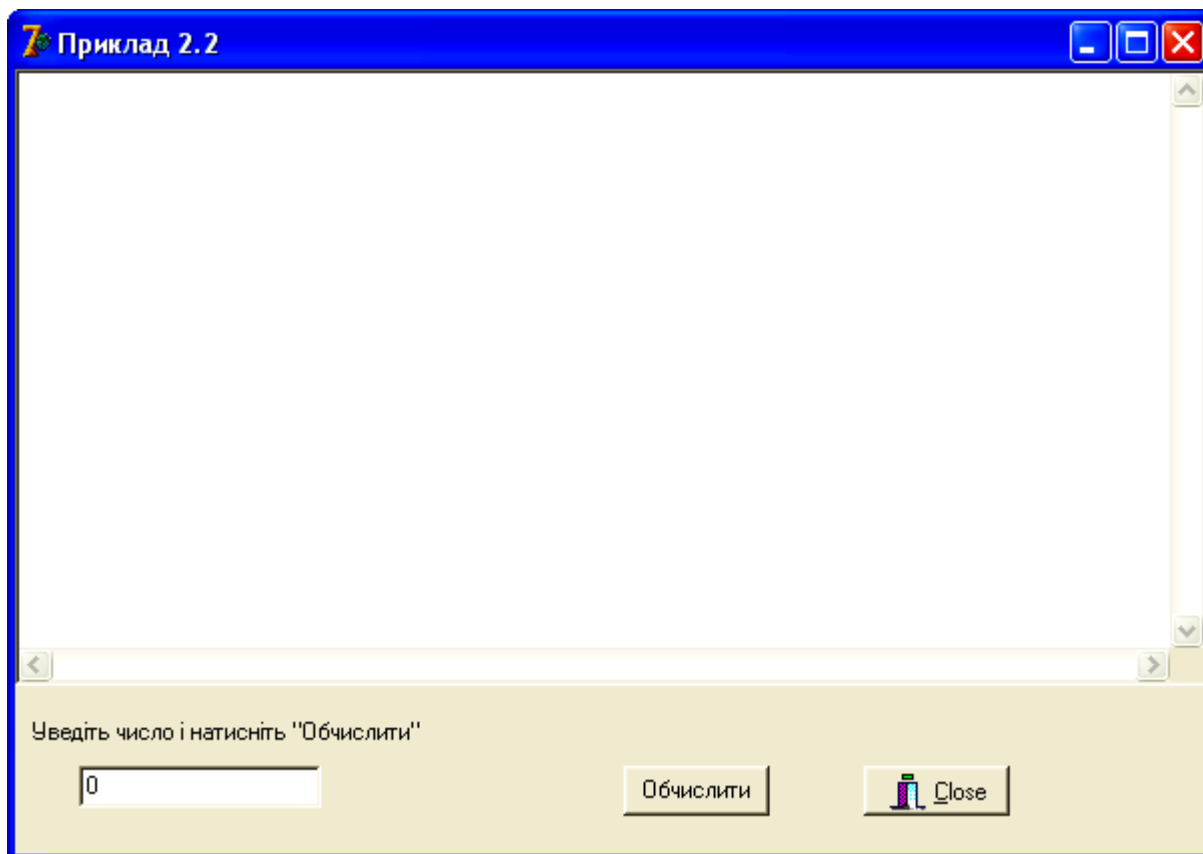 Приклад 2.2
Уведіть число і натисніть "Обчислити"
0
Обчислити
Close